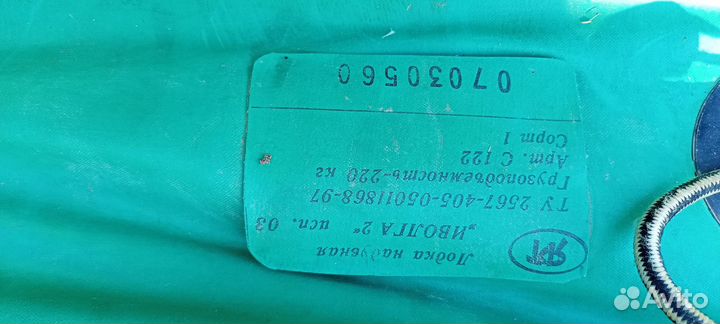 Лодка надувная
„ИВОЛГА 2" исп. 03
ТУ 2567-405-05011868-97
Грузоподъемность-220 кг
Арт. С 122
Сорт 1
07030560
Avito